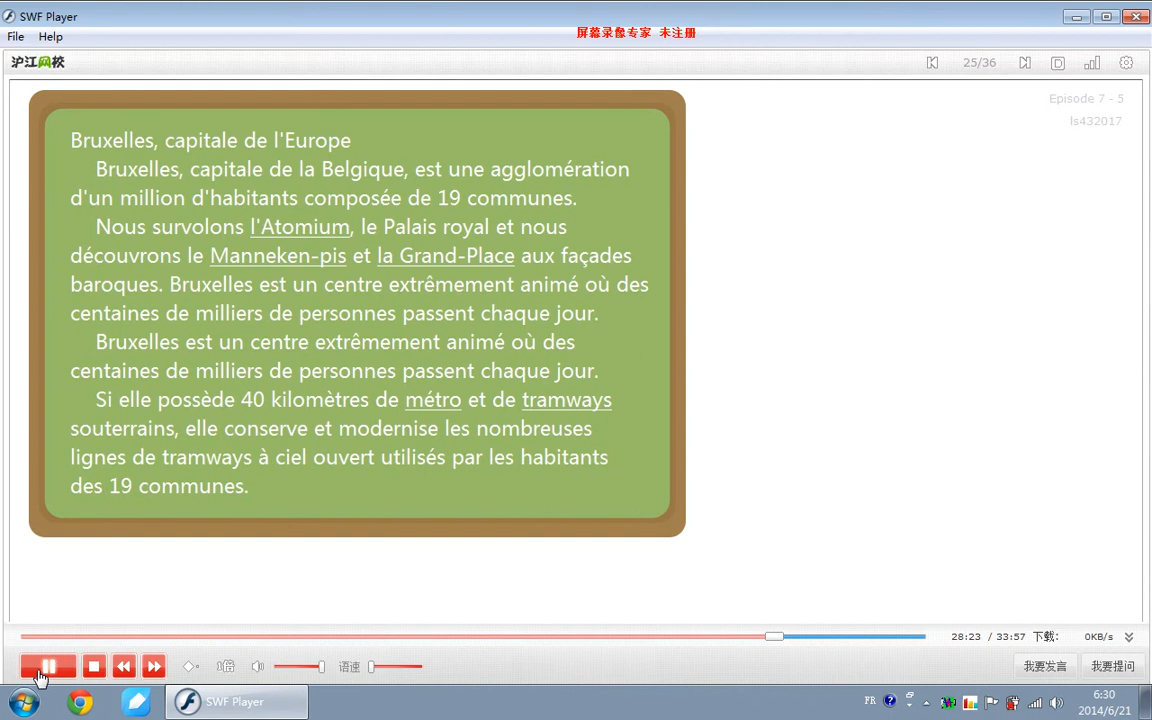 SWF Player
屏幕录像专家 未注册
File Help
沪江网校
25/36
D
Episode 7 - 5
ls432017
Bruxelles, capitale de l'Europe
Bruxelles, capitale de la Belgique, est une agglomération
d'un million d'habitants composée de 19 communes.
Nous survolons l'Atomium, le Palais royal et nous
découvrons le Manneken-pis et la Grand-Place aux façades
baroques. Bruxelles est un centre extrêmement animé où des
centaines de milliers de personnes passent chaque jour.
Bruxelles est un centre extrêmement animé où des
centaines de milliers de personnes passent chaque jour.
Si elle possède 40 kilomètres de métro et de tramways
souterrains, elle conserve et modernise les nombreuses
lignes de tramways à ciel ouvert utilisés par les habitants
des 19 communes.
28:23 / 33:57 下载: 0KB/s
1倍 语速 我要发言 我要提问
SWF Player FR 6:30
2014/6/21